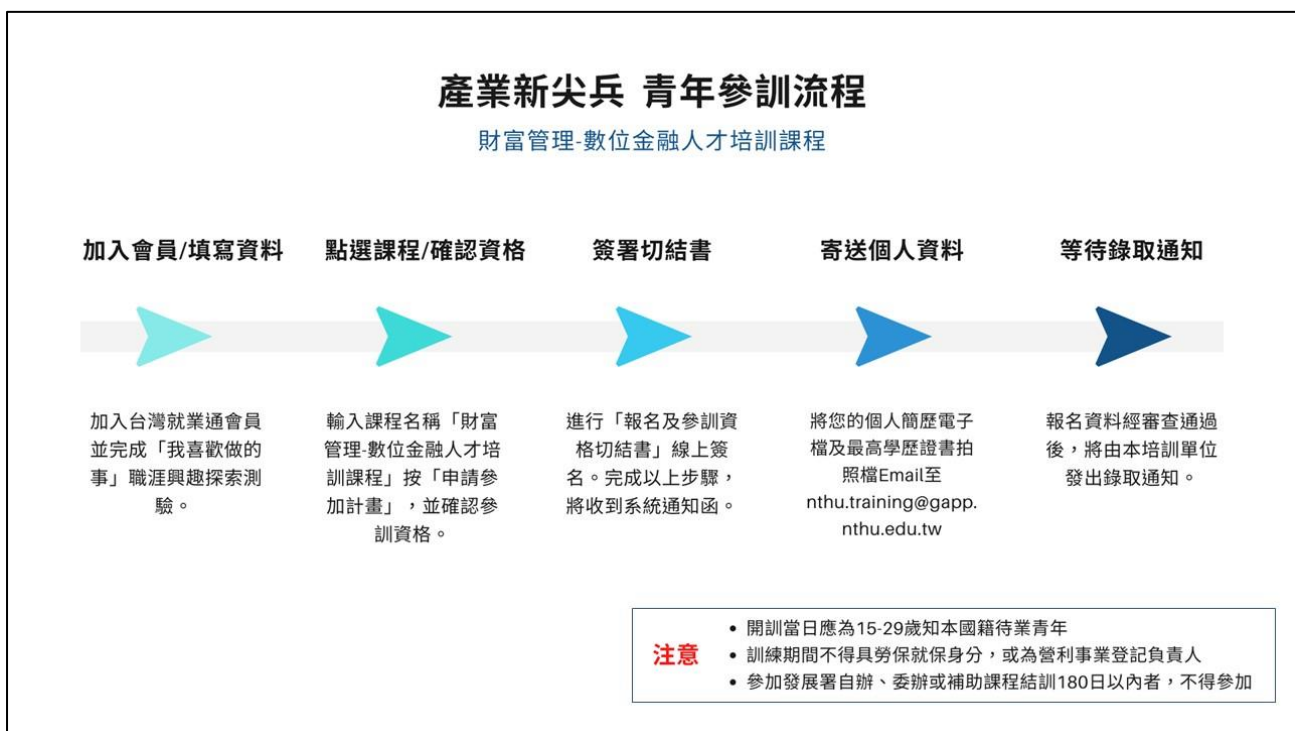 產業新尖兵 青年參訓流程
財富管理-數位金融人才培訓課程
加入會員/填寫資料
加入台灣就業通會員
並完成「我喜歡做的
事」職涯興趣探索測
驗。
點選課程/確認資格
輸入課程名稱「財富
管理-數位金融人才培
訓課程」按「申請參
加計畫」，並確認參
訓資格。
簽署切結書
進行「報名及參訓資
格切結書」線上簽
名。完成以上步驟，
將收到系統通知函。
寄送個人資料
將您的個人簡歷電子
檔及最高學歷證書拍
照檔Email至
nthu.training@gapp.
nthu.edu.tw
等待錄取通知
報名資料經審查通過
後，將由本培訓單位
發出錄取通知。
注意
• 開訓當日應為15-29歲知本國籍待業青年
• 訓練期間不得具勞保就保身分，或為營利事業登記負責人
• 參加發展署自辦、委辦或補助課程結訓180日以內者，不得參加